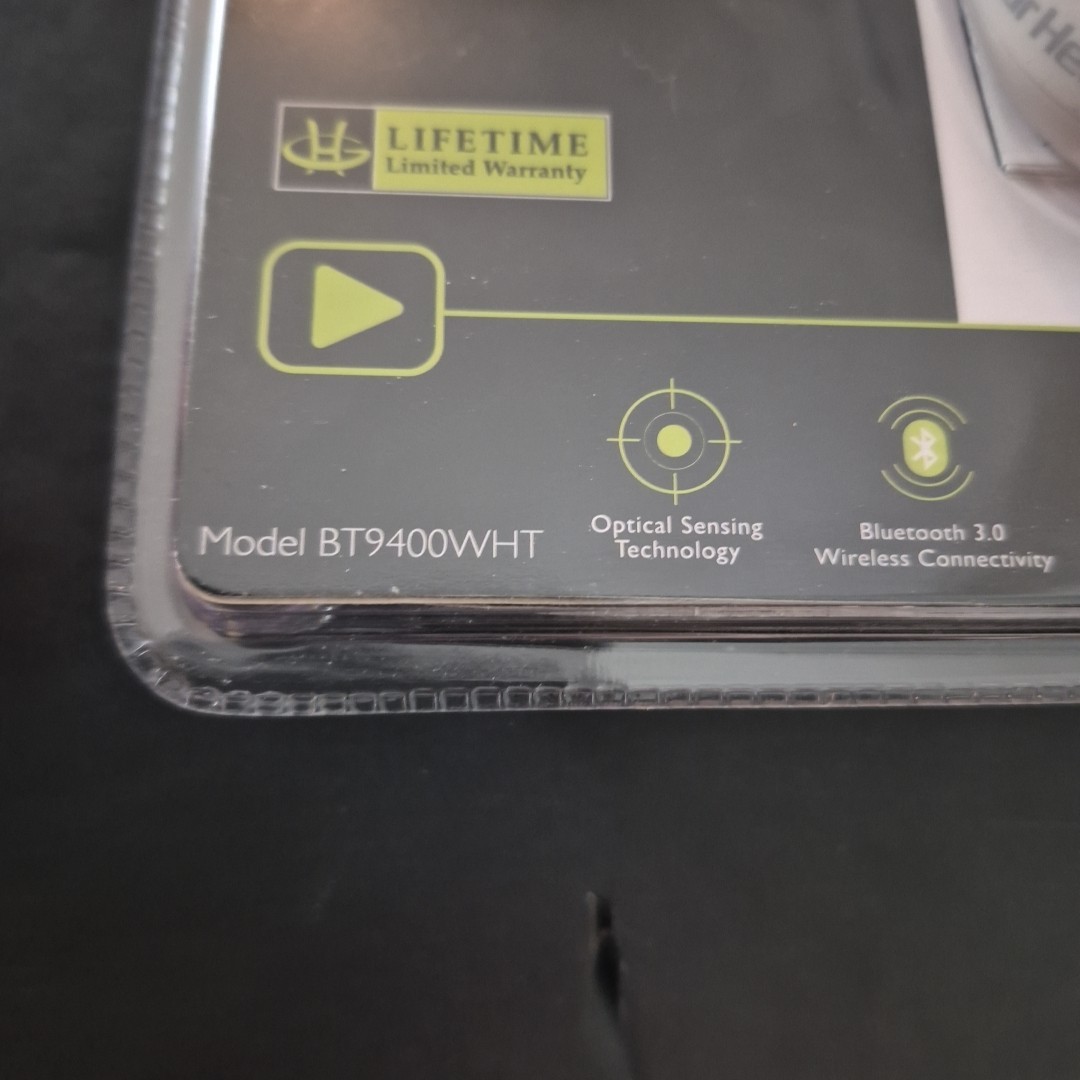 LIFETIME
Limited Warranty
Model BT9400WHT
Optical Sensing
Technology
Bluetooth 3.0
Wireless Connectivity